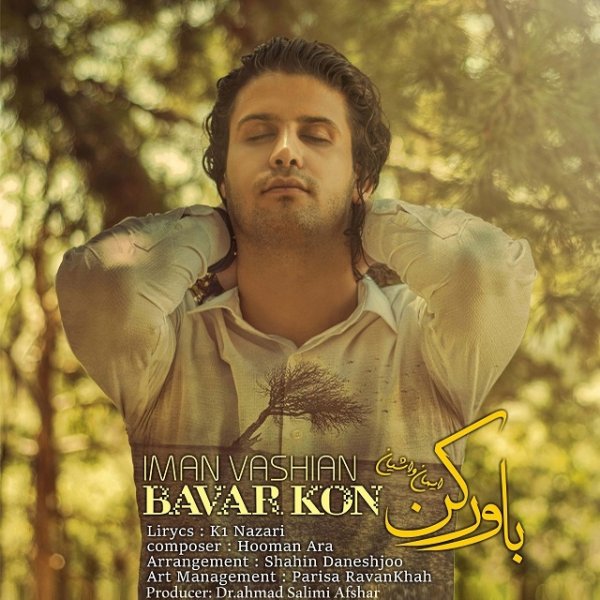 IMAN VASHIAN
ایمان واشیان
BAVAR KON
باور کن
Lirycs : K1 Nazari
composer : Hooman Ara
Arrangement : Shahin Daneshjoo
Art Management : Parisa RavanKhah
Producer: Dr.ahmad Salimi Afshar